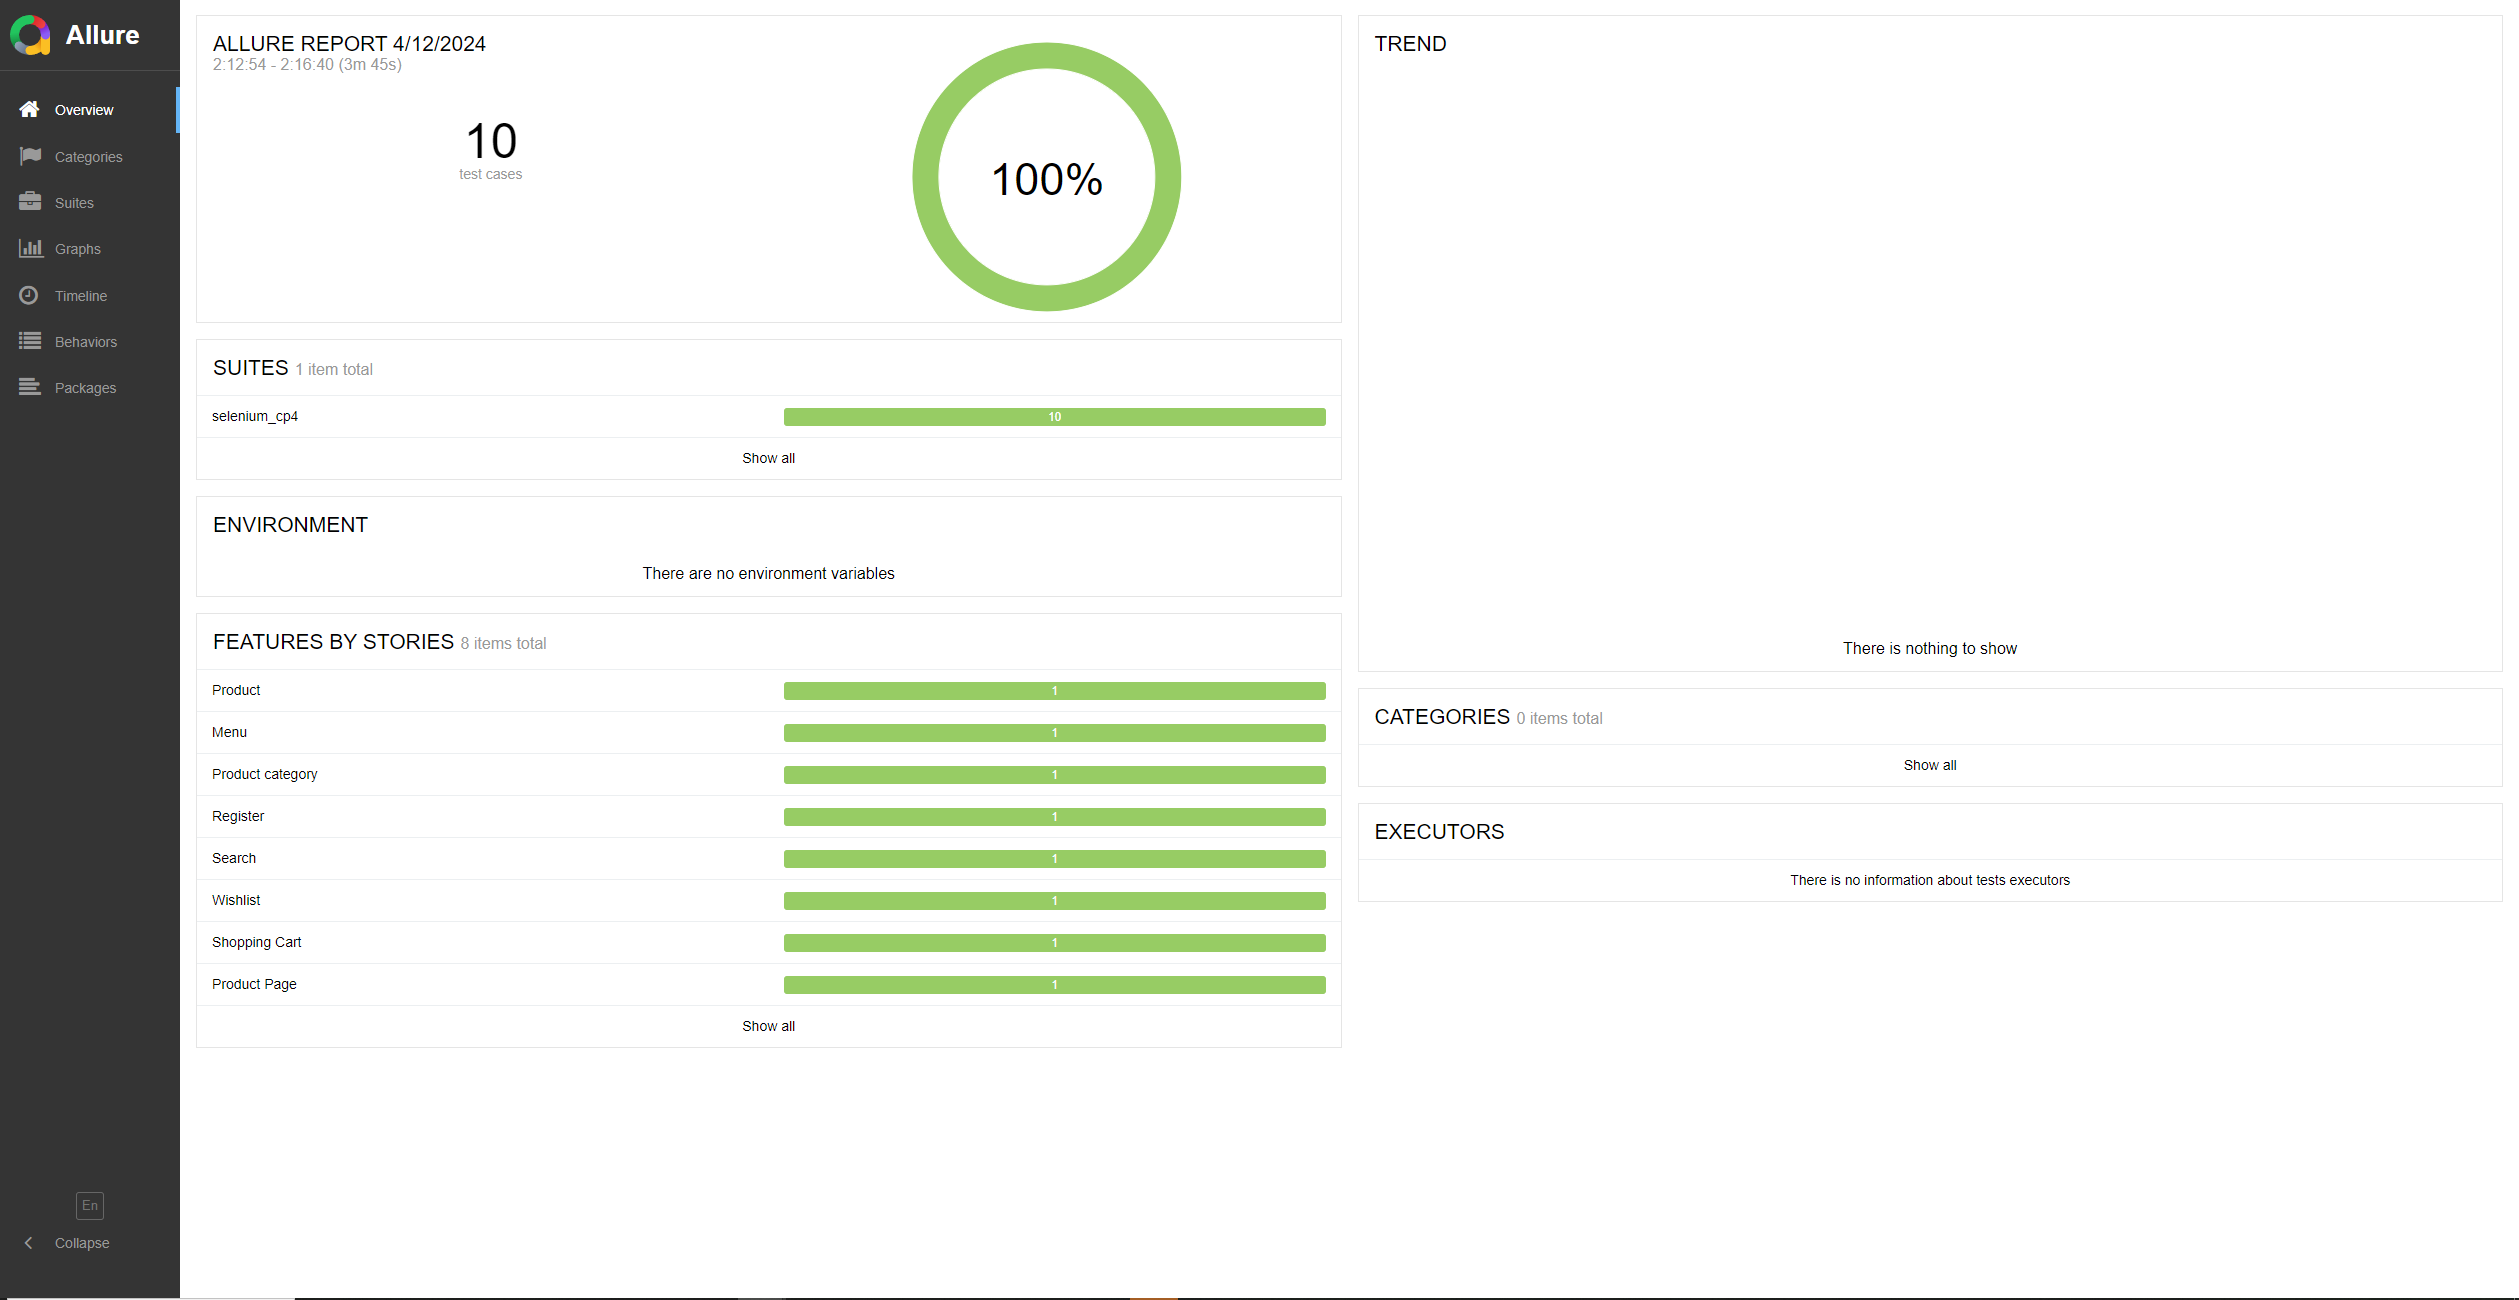 Allure
Overview
Categories
Suites
Graphs
Timeline
Behaviors
Packages
En
Collapse
ALLURE REPORT 4/12/2024
2:12:54 - 2:16:40 (3m 45s)
10
test cases
100%
SUITES 1 item total
selenium_cp4 10
Show all
ENVIRONMENT
There are no environment variables
FEATURES BY STORIES 8 items total
Product 1
Menu 1
Product category 1
Register 1
Search 1
Wishlist 1
Shopping Cart 1
Product Page 1
Show all
TREND
There is nothing to show
CATEGORIES 0 items total
Show all
EXECUTORS
There is no information about tests executors